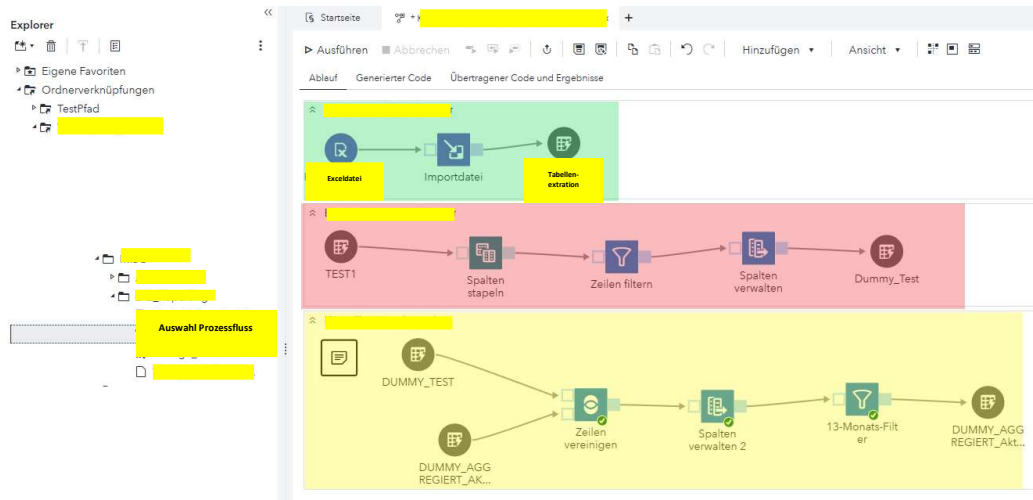 Explorer
Eigene Favoriten
Ordnerverknüpfungen
TestPfad
Auswahl Prozessfluss
Startseite
Ausführen
Abbrechen
Hinzufügen
Ansicht
Ablauf
Generierter Code
Übertragener Code und Ergebnisse
Exceldatei
Importdatei
Tabellen-
extration
TEST1
Spalten
stapeln
Zeilen filtern
Spalten
verwalten
Dummy_Test
DUMMY_TEST
DUMMY_AGG
REGIERT_AK...
Zeilen
vereinigen
Spalten
verwalten 2
13-Monats-Filt
er
DUMMY_AGG
REGIERT_Akt...